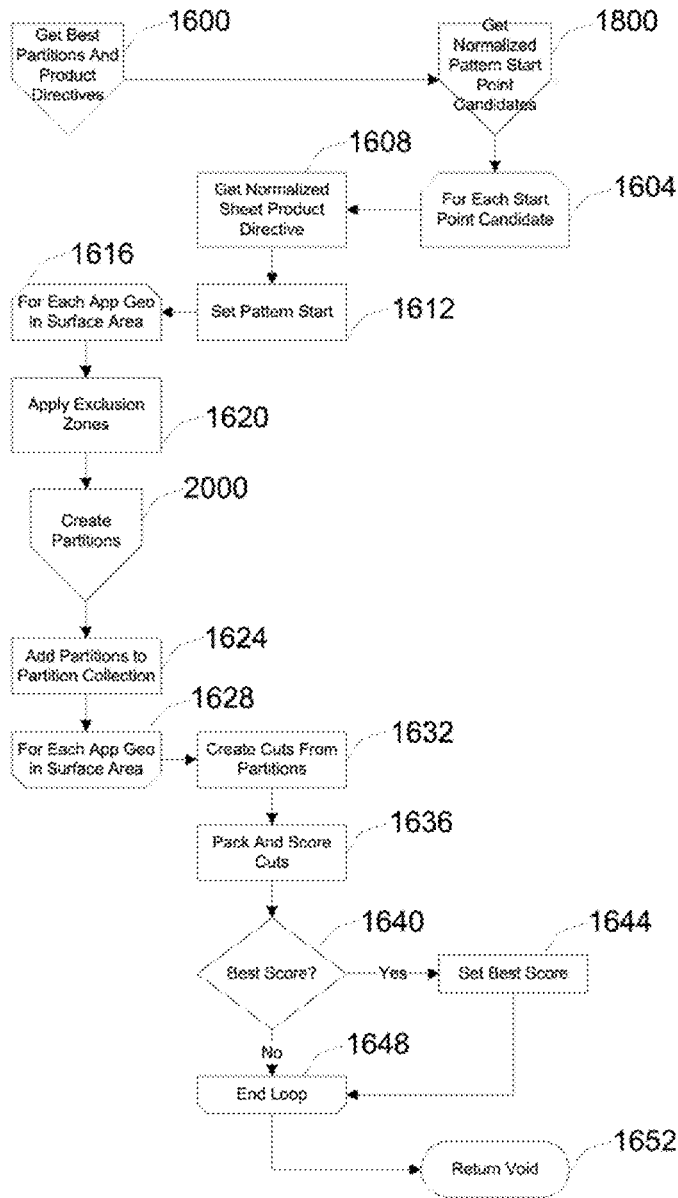 Get Best
Partitions And
Product
Directives
1600
Get
Normalized
Pattern Start
Point
Candidates
1800
1608
Get Normalized
Sheet Product
Directive
For Each Start
Point Candidate
1604
1616
For Each App Geo
in Surface Area
Set Pattern Start
1612
Apply Exclusion
Zones
1620
2000
Create
Partitions
1624
Add Partitions to
Partition Collection
1628
For Each App Geo
in Surface Area
Create Cuts From
Partitions
1632
Pack And Score
Cuts
1636
Best Score?
1640
Yes
Set Best Score
1644
No
End Loop
1648
Return Void
1652